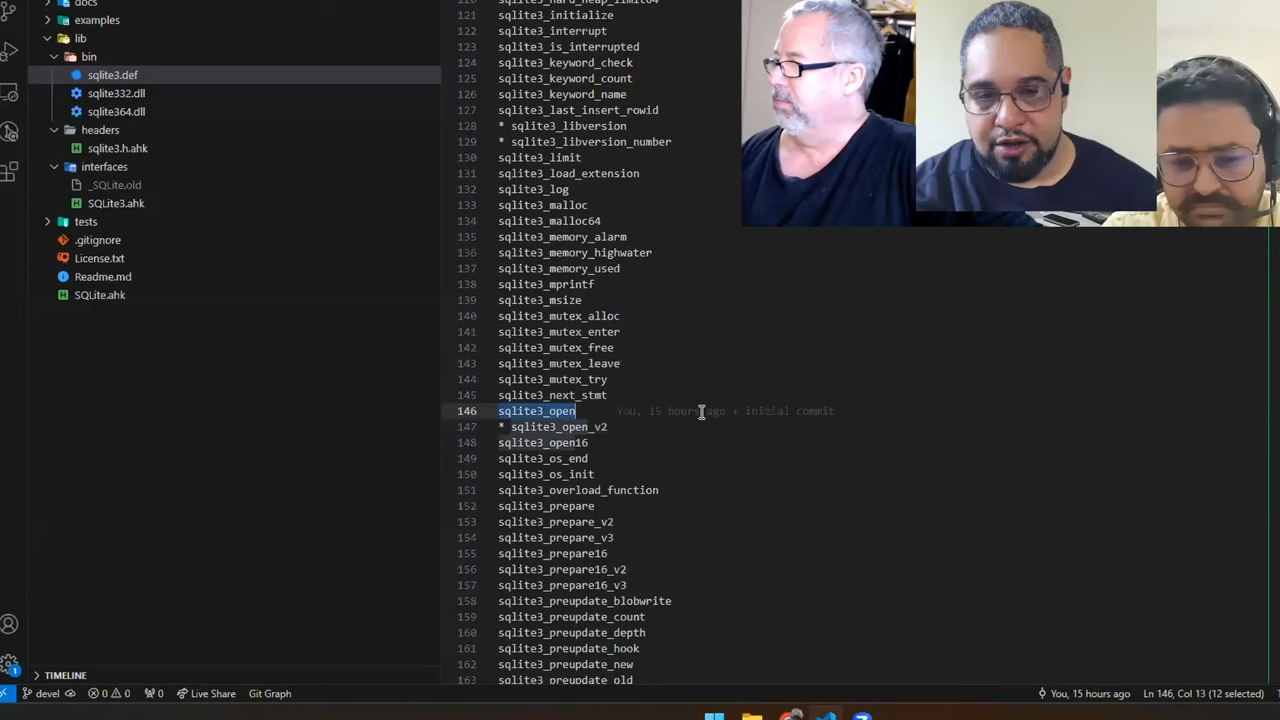 docs
examples
lib
bin
sqlite3.def
sqlite332.dll
sqlite364.dll
headers
sqlite3.h.ahk
interfaces
_SQLite.old
SQLite3.ahk
tests
.gitignore
License.txt
Readme.md
SQLite.ahk
TIMELINE
120 sqlite3_hard_heap_limit64
121 sqlite3_initialize
122 sqlite3_interrupt
123 sqlite3_is_interrupted
124 sqlite3_keyword_check
125 sqlite3_keyword_count
126 sqlite3_keyword_name
127 sqlite3_last_insert_rowid
128 * sqlite3_libversion
129 * sqlite3_libversion_number
130 sqlite3_limit
131 sqlite3_load_extension
132 sqlite3_log
133 sqlite3_malloc
134 sqlite3_malloc64
135 sqlite3_memory_alarm
136 sqlite3_memory_highwater
137 sqlite3_memory_used
138 sqlite3_mprintf
139 sqlite3_msize
140 sqlite3_mutex_alloc
141 sqlite3_mutex_enter
142 sqlite3_mutex_free
143 sqlite3_mutex_leave
144 sqlite3_mutex_try
145 sqlite3_next_stmt
146 sqlite3_open You, 15 hours ago • initial commit
147 * sqlite3_open_v2
148 sqlite3_open16
149 sqlite3_os_end
150 sqlite3_os_init
151 sqlite3_overload_function
152 sqlite3_prepare
153 sqlite3_prepare_v2
154 sqlite3_prepare_v3
155 sqlite3_prepare16
156 sqlite3_prepare16_v2
157 sqlite3_prepare16_v3
158 sqlite3_preupdate_blobwrite
159 sqlite3_preupdate_count
160 sqlite3_preupdate_depth
161 sqlite3_preupdate_hook
162 sqlite3_preupdate_new
163 sqlite3_preupdate_old
1
devel 0 0 0 Live Share Git Graph You, 15 hours ago Ln 146, Col 13 (12 selected)